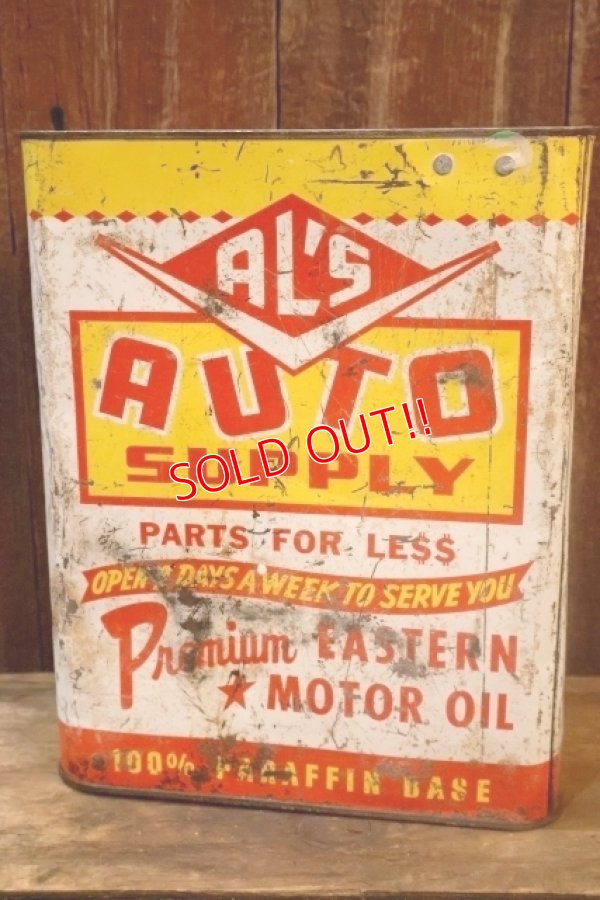 AL'S
AUTO
SUPPLY
SOLD OUT!!
PARTS FOR LE$$
OPEN DAYS A WEEK TO SERVE YOU
Premium EASTERN
★ MOTOR OIL
100% PARAFFIN BASE